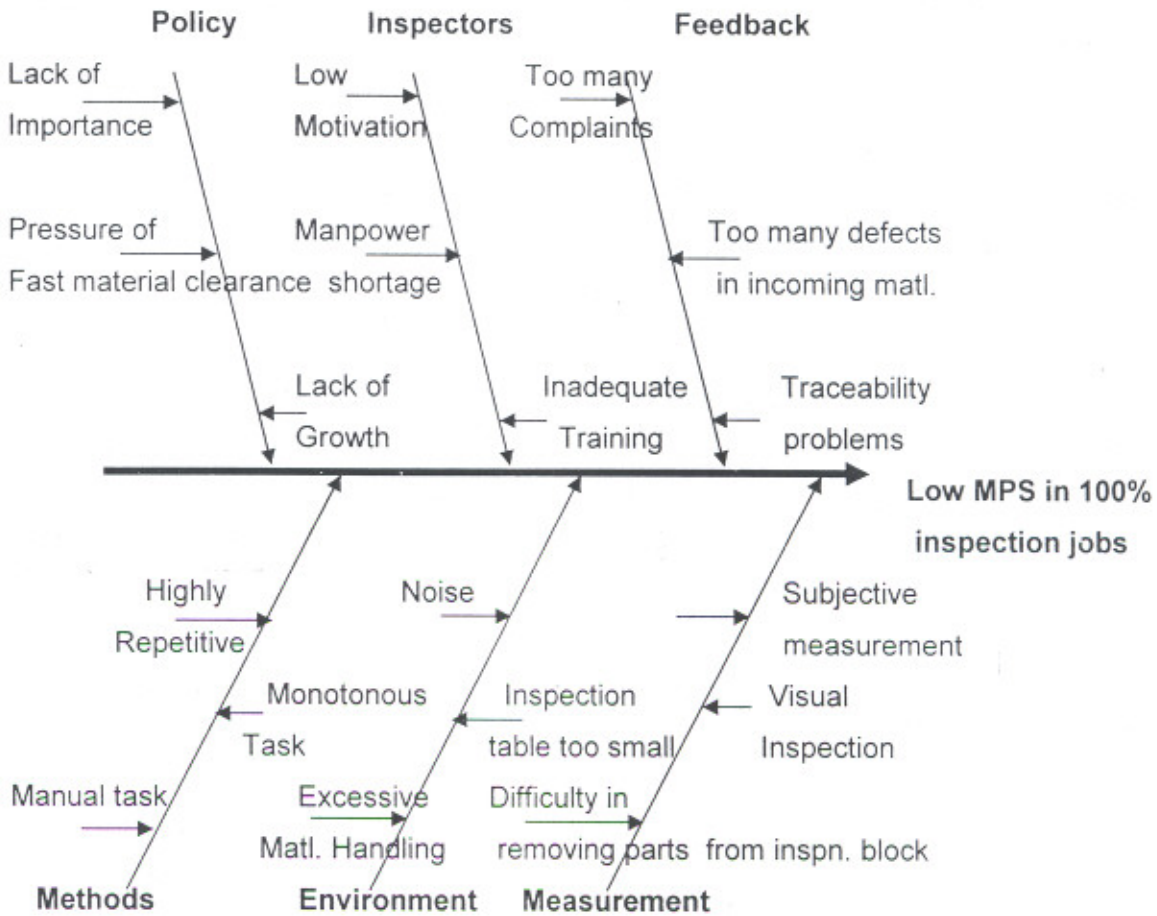 Policy
Inspectors
Feedback
Lack of
Importance
Low
Motivation
Too many
Complaints
Pressure of
Fast material clearance
Manpower
shortage
Too many defects
in incoming matl.
Lack of
Growth
Inadequate
Training
Traceability
problems
Low MPS in 100%
inspection jobs
Highly
Repetitive
Noise
Subjective
measurement
Monotonous
Task
Inspection
table too small
Visual
Inspection
Manual task
Excessive
Matl. Handling
Difficulty in
removing parts from inspn. block
Methods
Environment
Measurement